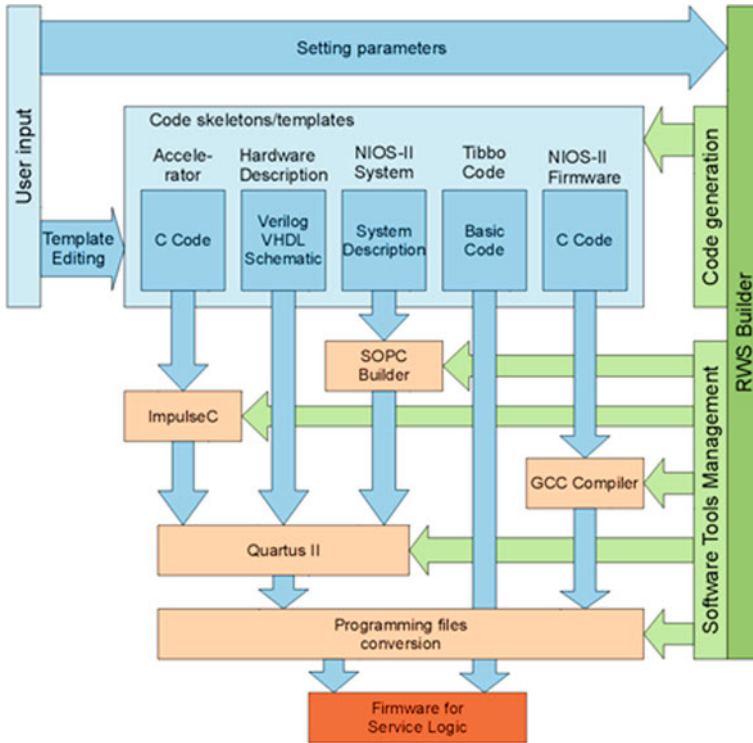 Setting parameters
User input
RWS Builder
Code skeletons/templates
Code generation
Accele-
rator
Hardware
Description
NIOS-II
System
Tibbo
Code
NIOS-II
Firmware
Template
Editing
C Code
Verilog
VHDL
Schematic
System
Description
Basic
Code
C Code
SOPC
Builder
Software Tools Management
ImpulseC
GCC Compiler
Quartus II
Programming files
conversion
Firmware for
Service Logic